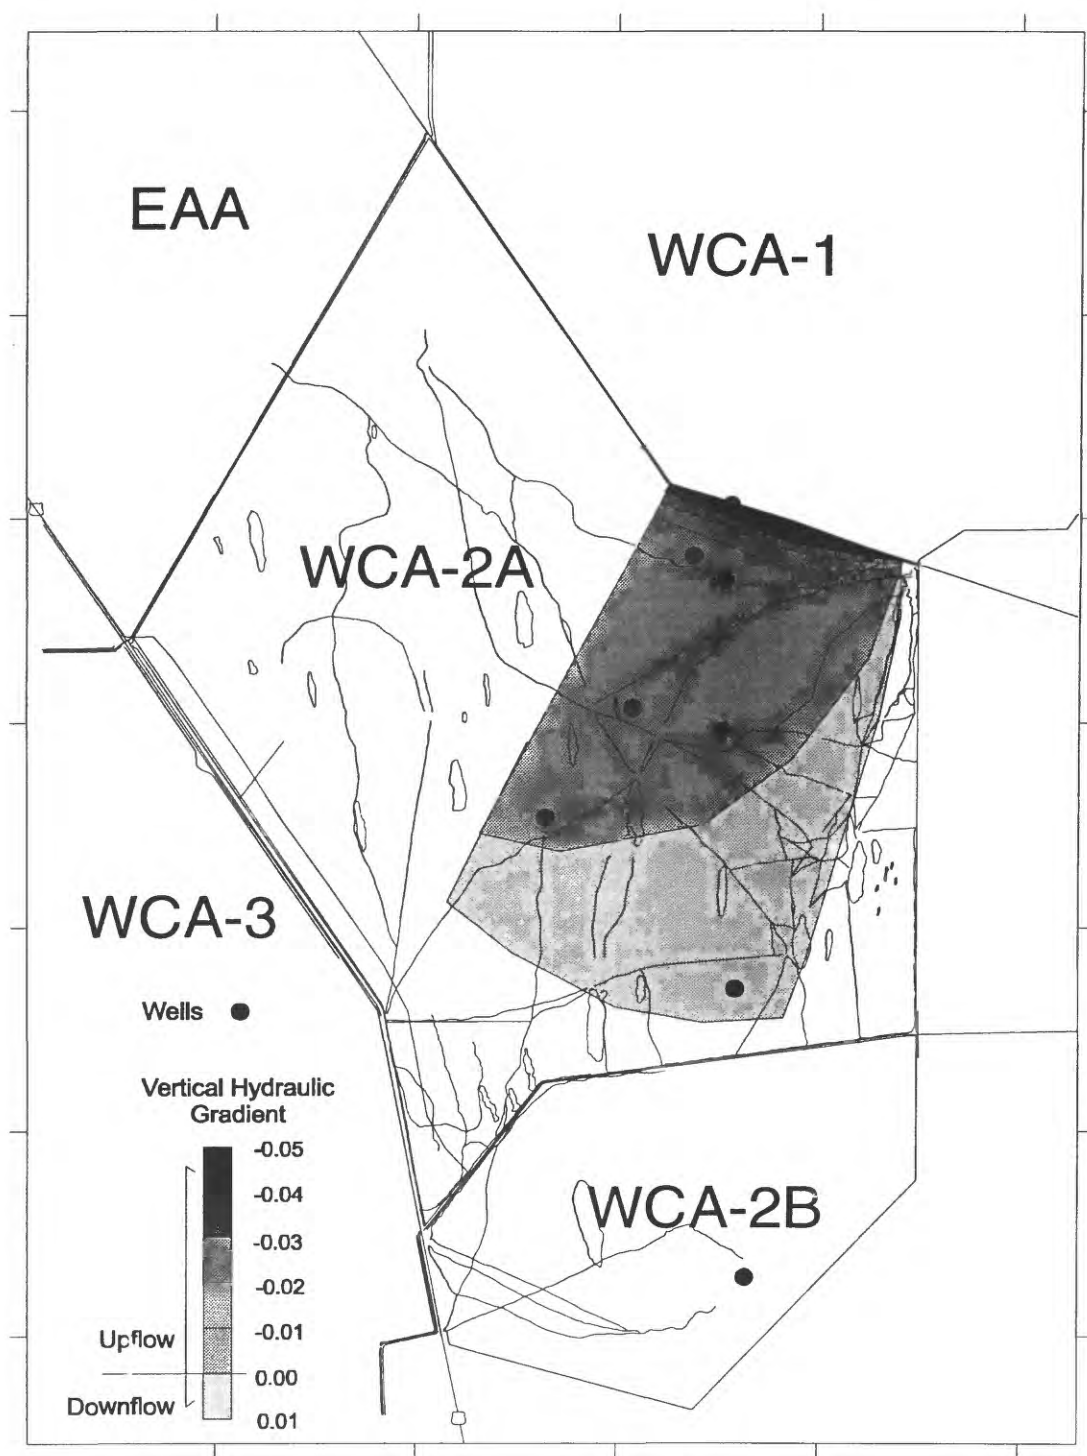 EAA
WCA-1
WCA-2A
WCA-3
Wells
Vertical Hydraulic
Gradient
-0.05
-0.04
-0.03
-0.02
-0.01
0.00
0.01
Upflow
Downflow
WCA-2B